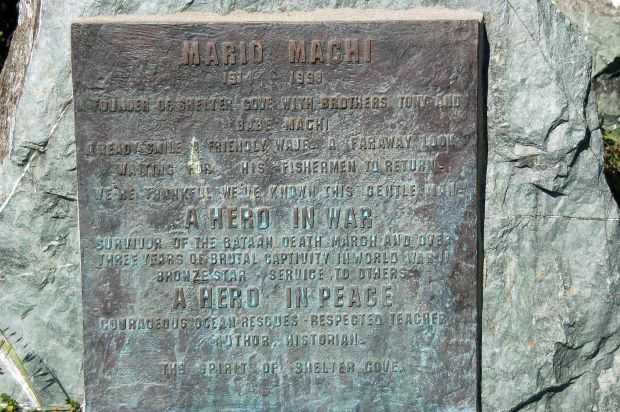 MARIO MACHI
1914 1998
FOUNDER OF SHELTER COVE WITH BROTHERS, TONY AND
BABE MACHI
A READY SMILE A FRIENDLY WAVE - A FARAWAY LOOK
WAITING FOR HIS FISHERMEN TO RETURN -
WE'RE THANKFUL WE'VE KNOWN THIS GENTLE MAN -
A HERO IN WAR
SURVIVOR OF THE BATAAN DEATH MARCH AND OVER
THREE YEARS OF BRUTAL CAPTIVITY IN WORLD WAR II
BRONZE STAR - SERVICE TO OTHERS
A HERO IN PEACE
COURAGEOUS OCEAN RESCUES - RESPECTED TEACHER,
AUTHOR, HISTORIAN -
THE SPIRIT OF SHELTER COVE.